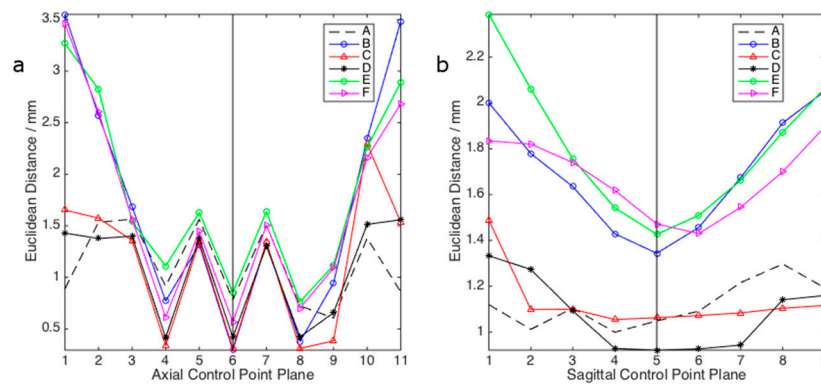 a
Euclidean Distance / mm
3.5
3
2.5
2
1.5
1
0.5
1 2 3 4 5 6 7 8 9 10 11
Axial Control Point Plane
A
B
C
D
E
F
b
Euclidean Distance / mm
2.2
2
1.8
1.6
1.4
1.2
1
1 2 3 4 5 6 7 8
Sagittal Control Point Plane
A
B
C
D
E
F